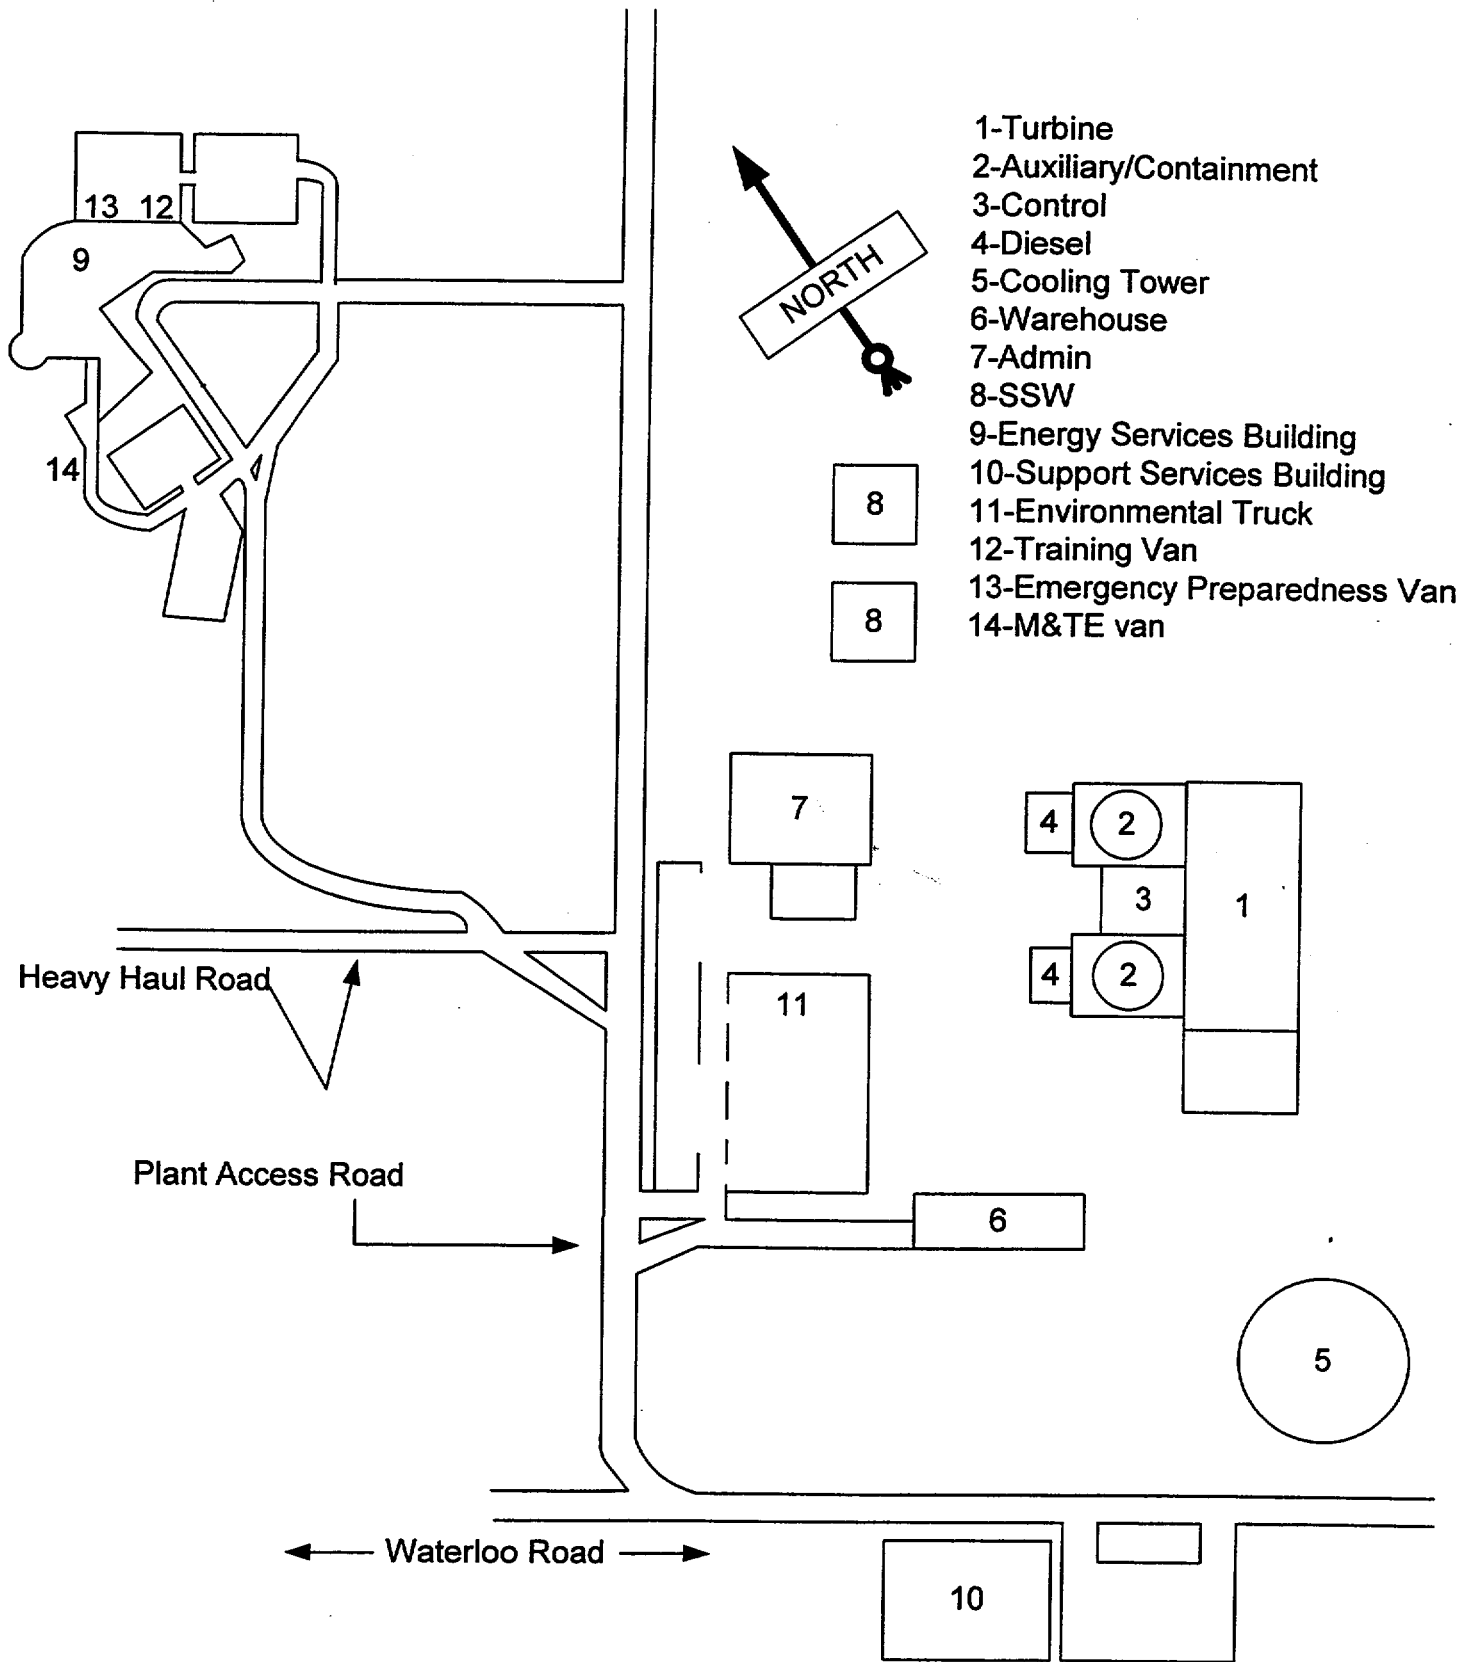 1-Turbine
2-Auxiliary/Containment
3-Control
4-Diesel
5-Cooling Tower
6-Warehouse
7-Admin
8-SSW
9-Energy Services Building
10-Support Services Building
11-Environmental Truck
12-Training Van
13-Emergency Preparedness Van
14-M&TE van
NORTH
13 12
9
14
8
8
7
4 2
3 1
4 2
11
Heavy Haul Road
Plant Access Road
6
5
Waterloo Road
10